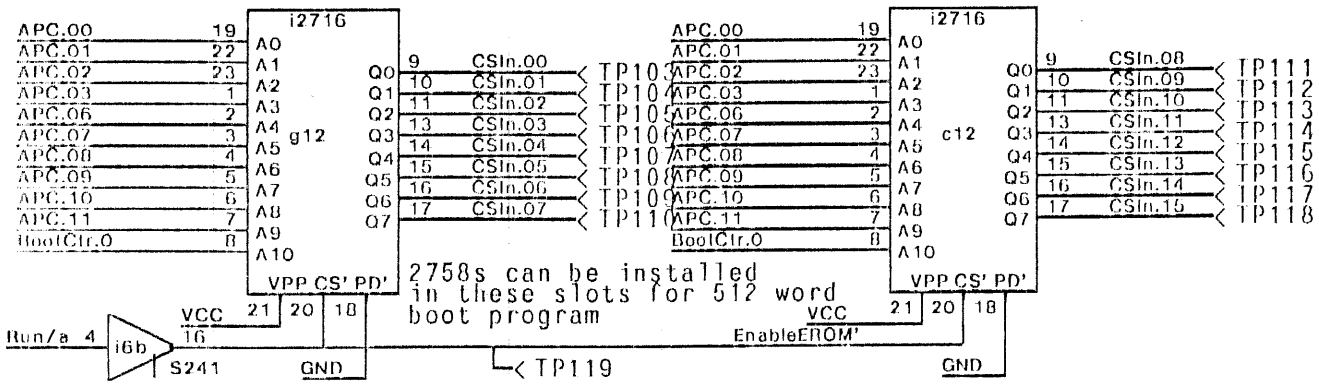 i2716
APC.00 19 A0
APC.01 22 A1
APC.02 23 A2
APC.03 1 A3
APC.06 2 A4
APC.07 3 A5
APC.08 4 A6
APC.09 5 A7
APC.10 6 A8
APC.11 7 A9
BootCtr.0 8 A10
g12
Q0 9 CSIn.00 TP103
Q1 10 CSIn.01 TP104
Q2 11 CSIn.02 TP105
Q3 13 CSIn.03 TP106
Q4 14 CSIn.04 TP107
Q5 15 CSIn.05 TP108
Q6 16 CSIn.06 TP109
Q7 17 CSIn.07 TP110
VPP CS' PD'
21 20 18
VCC
GND
Run/a 4 i6b 16
S241
TP119
2758s can be installed
in these slots for 512 word
boot program
i2716
APC.00 19 A0
APC.01 22 A1
APC.02 23 A2
APC.03 1 A3
APC.06 2 A4
APC.07 3 A5
APC.08 4 A6
APC.09 5 A7
APC.10 6 A8
APC.11 7 A9
BootCtr.0 8 A10
c12
Q0 9 CSIn.08 TP111
Q1 10 CSIn.09 TP112
Q2 11 CSIn.10 TP113
Q3 13 CSIn.11 TP114
Q4 14 CSIn.12 TP115
Q5 15 CSIn.13 TP116
Q6 16 CSIn.14 TP117
Q7 17 CSIn.15 TP118
VPP CS' PD'
21 20 18
VCC
EnableEROM'
GND